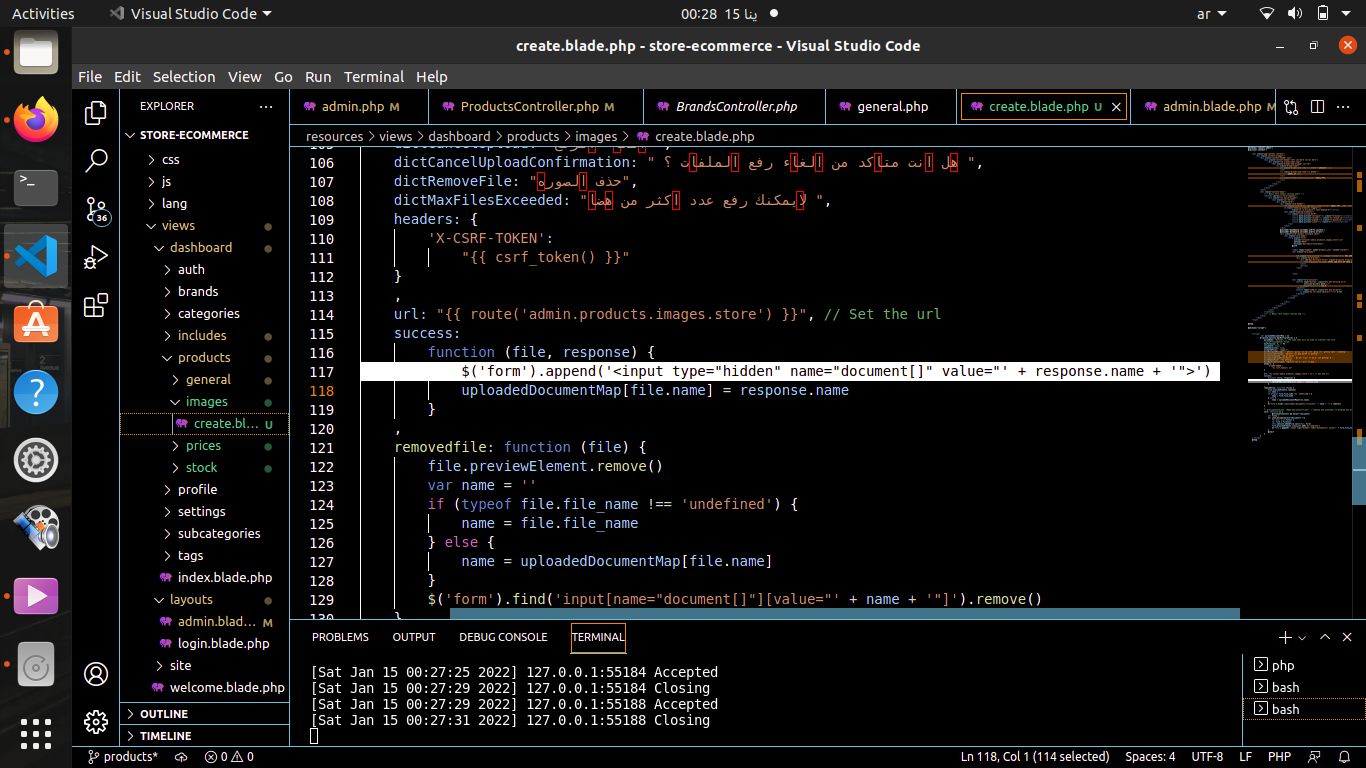 Activities
Visual Studio Code
00:28 15 ينا
ar
create.blade.php - store-ecommerce - Visual Studio Code
File Edit Selection View Go Run Terminal Help
EXPLORER
admin.php M
ProductsController.php M
BrandsController.php
general.php
create.blade.php U
admin.blade.php M
STORE-ECOMMERCE
resources > views > dashboard > products > images > create.blade.php
css
js
lang
views
dashboard
auth
brands
categories
includes
products
general
images
create.bl... U
prices
stock
profile
settings
subcategories
tags
index.blade.php
layouts
admin.blad... M
login.blade.php
site
welcome.blade.php
OUTLINE
TIMELINE
36
106 dictCancelUploadConfirmation: " هل انت متاكد من الغاء رفع الملفات ؟ ",
107 dictRemoveFile: "حذف الصوره",
108 dictMaxFilesExceeded: "لايمكنك رفع عدد اكثر من هضا ",
109 headers: {
110 'X-CSRF-TOKEN':
111 "{{ csrf_token() }}"
112 }
113 ,
114 url: "{{ route('admin.products.images.store') }}", // Set the url
115 success:
116 function (file, response) {
117 $('form').append('<input type="hidden" name="document[]" value="' + response.name + '">')
118 uploadedDocumentMap[file.name] = response.name
119 }
120 ,
121 removedfile: function (file) {
122 file.previewElement.remove()
123 var name = ''
124 if (typeof file.file_name !== 'undefined') {
125 name = file.file_name
126 } else {
127 name = uploadedDocumentMap[file.name]
128 }
129 $('form').find('input[name="document[]"][value="' + name + '"]').remove()
130 }
PROBLEMS OUTPUT DEBUG CONSOLE TERMINAL
[Sat Jan 15 00:27:25 2022] 127.0.0.1:55184 Accepted
[Sat Jan 15 00:27:29 2022] 127.0.0.1:55184 Closing
[Sat Jan 15 00:27:29 2022] 127.0.0.1:55188 Accepted
[Sat Jan 15 00:27:31 2022] 127.0.0.1:55188 Closing
php
bash
bash
products* 0 0 Ln 118, Col 1 (114 selected) Spaces: 4 UTF-8 LF PHP